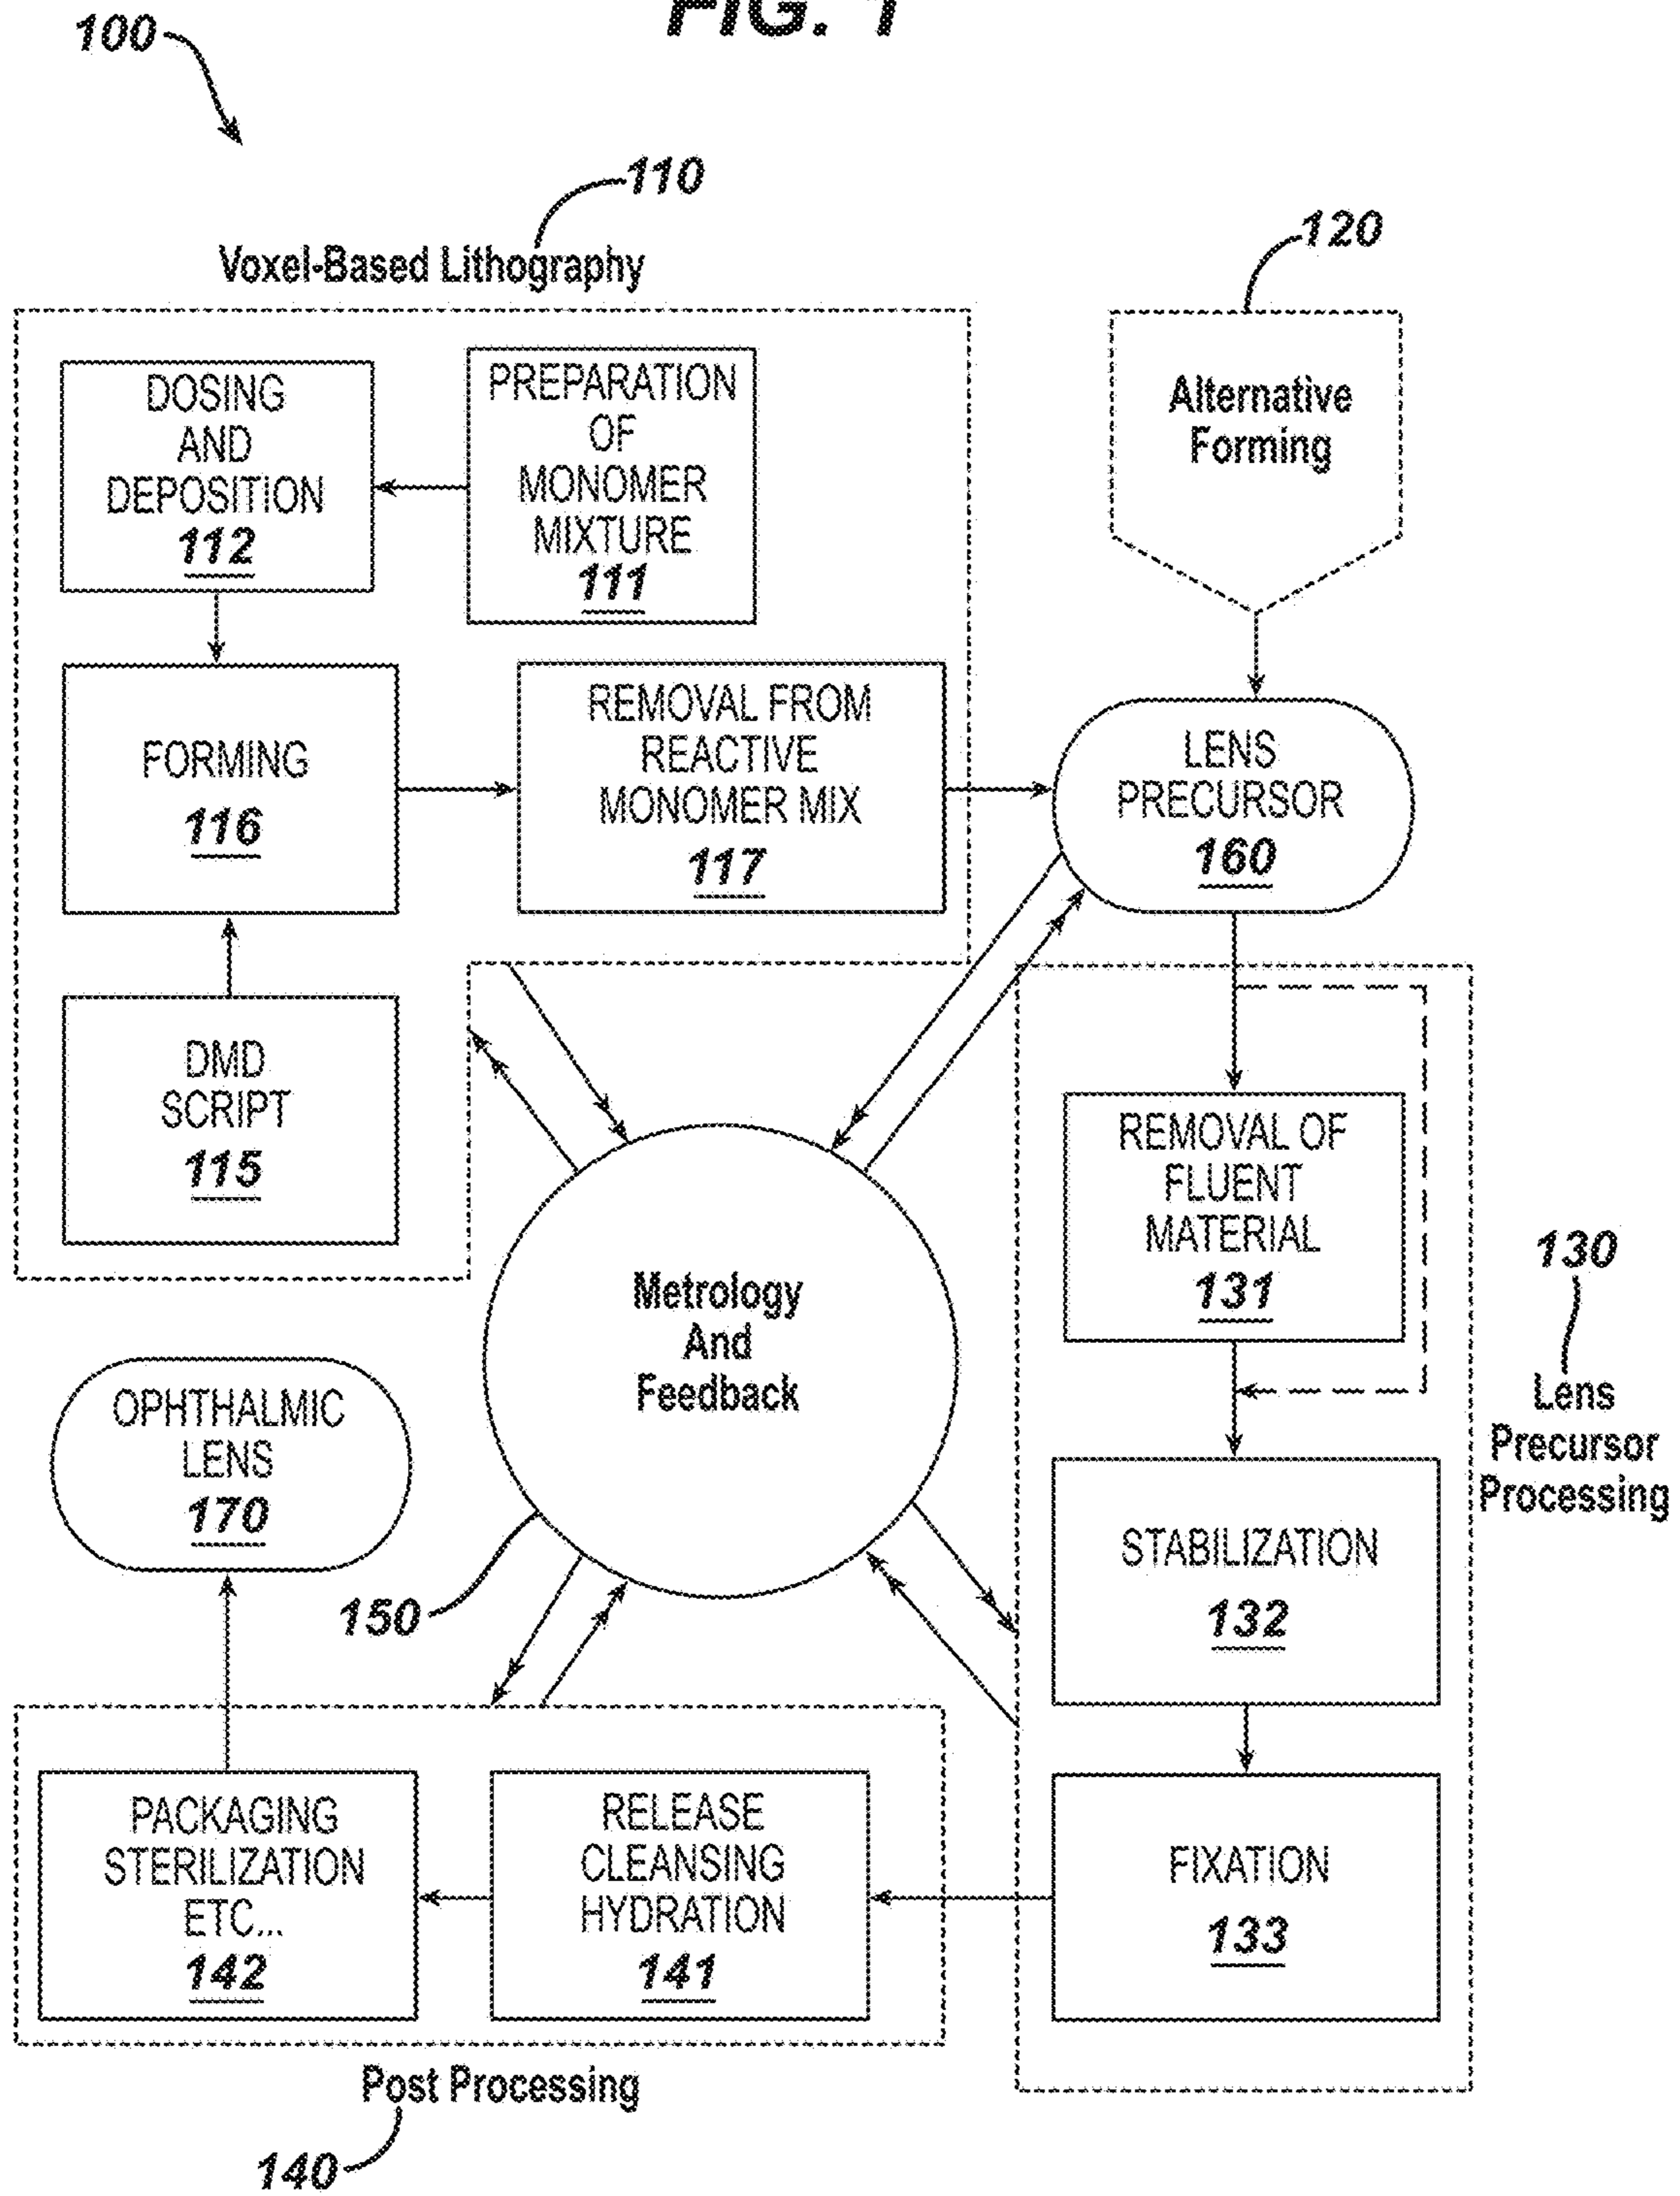 FIG. 1
100
110
Voxel-Based Lithography
120
DOSING
AND
DEPOSITION
112
PREPARATION
OF
MONOMER
MIXTURE
111
Alternative
Forming
FORMING
116
REMOVAL FROM
REACTIVE
MONOMER MIX
117
LENS
PRECURSOR
160
DMD
SCRIPT
115
REMOVAL OF
FLUENT
MATERIAL
131
130
Lens
Precursor
Processing
Metrology
And
Feedback
150
OPHTHALMIC
LENS
170
STABILIZATION
132
PACKAGING
STERILIZATION
ETC...
142
RELEASE
CLEANSING
HYDRATION
141
FIXATION
133
Post Processing
140